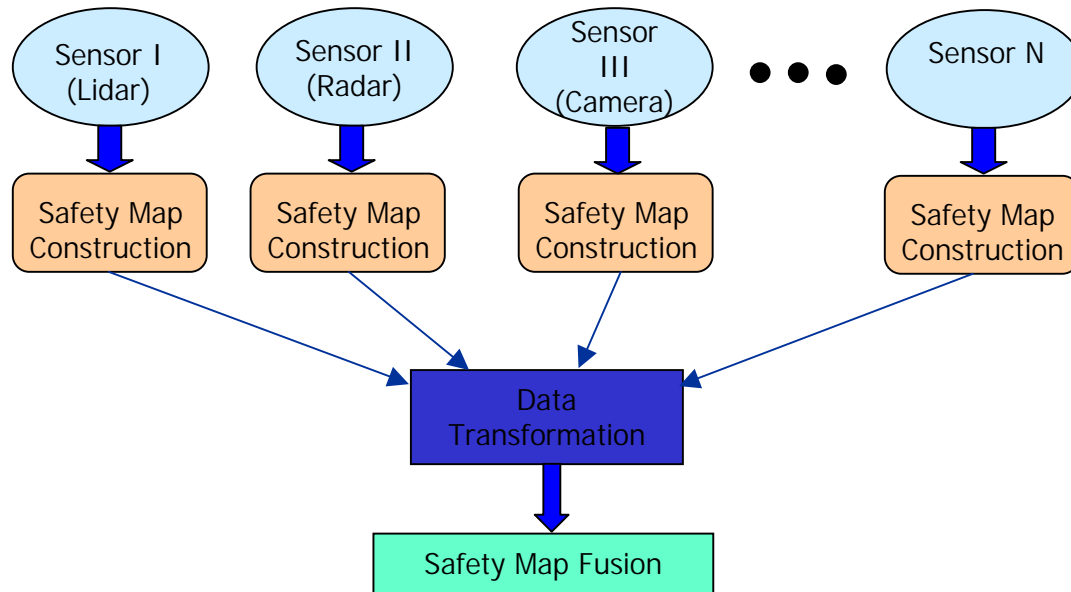 Sensor I
(Lidar)
Sensor II
(Radar)
Sensor
III
(Camera)
Sensor N
Safety Map
Construction
Safety Map
Construction
Safety Map
Construction
Safety Map
Construction
Data
Transformation
Safety Map Fusion